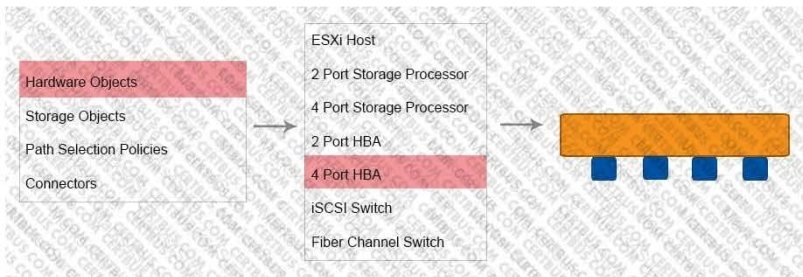 Hardware Objects
Storage Objects
Path Selection Policies
Connectors
ESXi Host
2 Port Storage Processor
4 Port Storage Processor
2 Port HBA
4 Port HBA
iSCSI Switch
Fiber Channel Switch